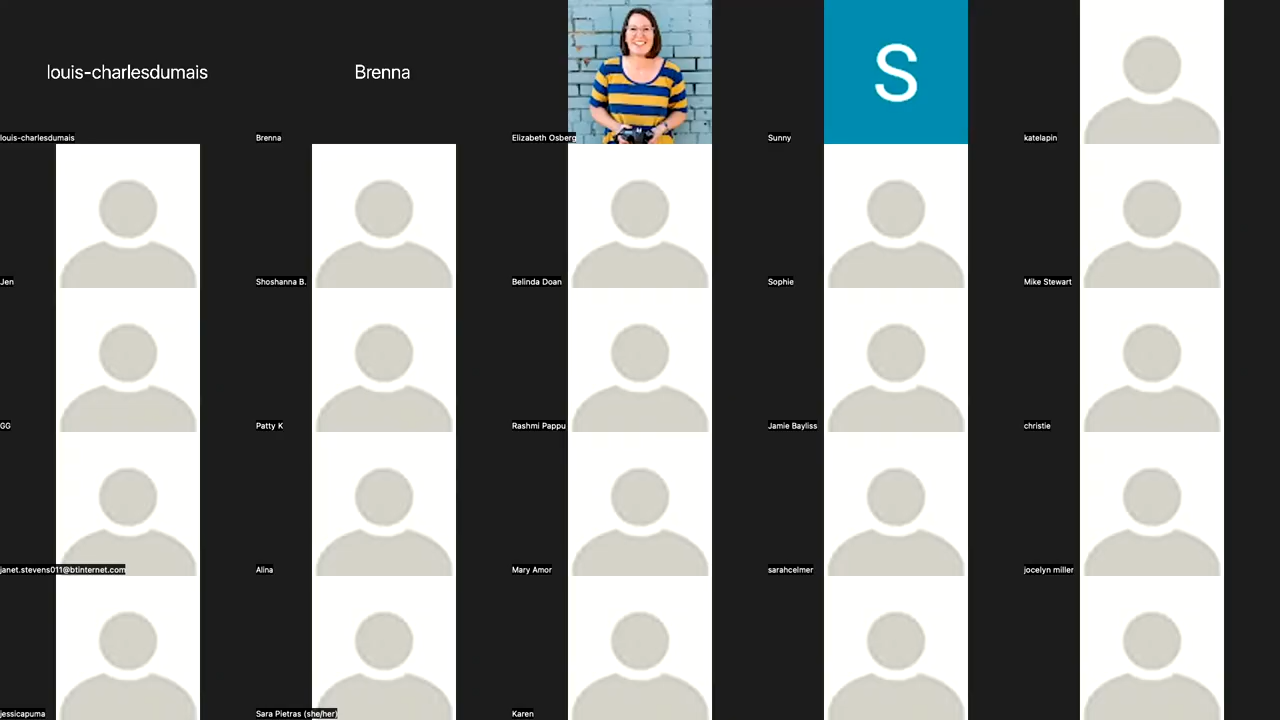 louis-charlesdumais
Brenna
S
louis-charlesdumais
Brenna
Elizabeth Osberg
Sunny
katelapin
Jen
Shoshanna B.
Belinda Doan
Sophie
Mike Stewart
GG
Patty K
Rashmi Pappu
Jamie Bayliss
christie
janet.stevens011@btinternet.com
Alina
Mary Amor
sarahcelmer
jocelyn miller
jessicapuma
Sara Pietras (she/her)
Karen